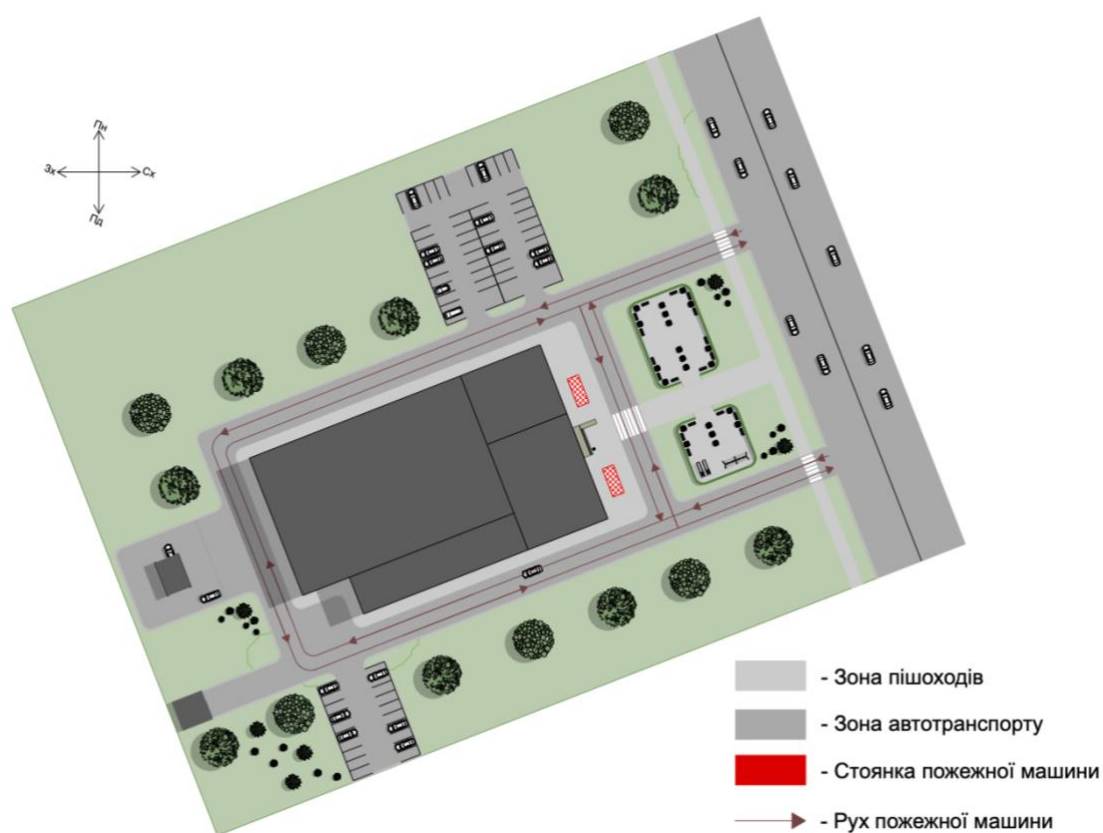 Пн
Зх Сх
Пд
- Зона пішоходів
- Зона автотранспорту
- Стоянка пожежної машини
- Рух пожежної машини